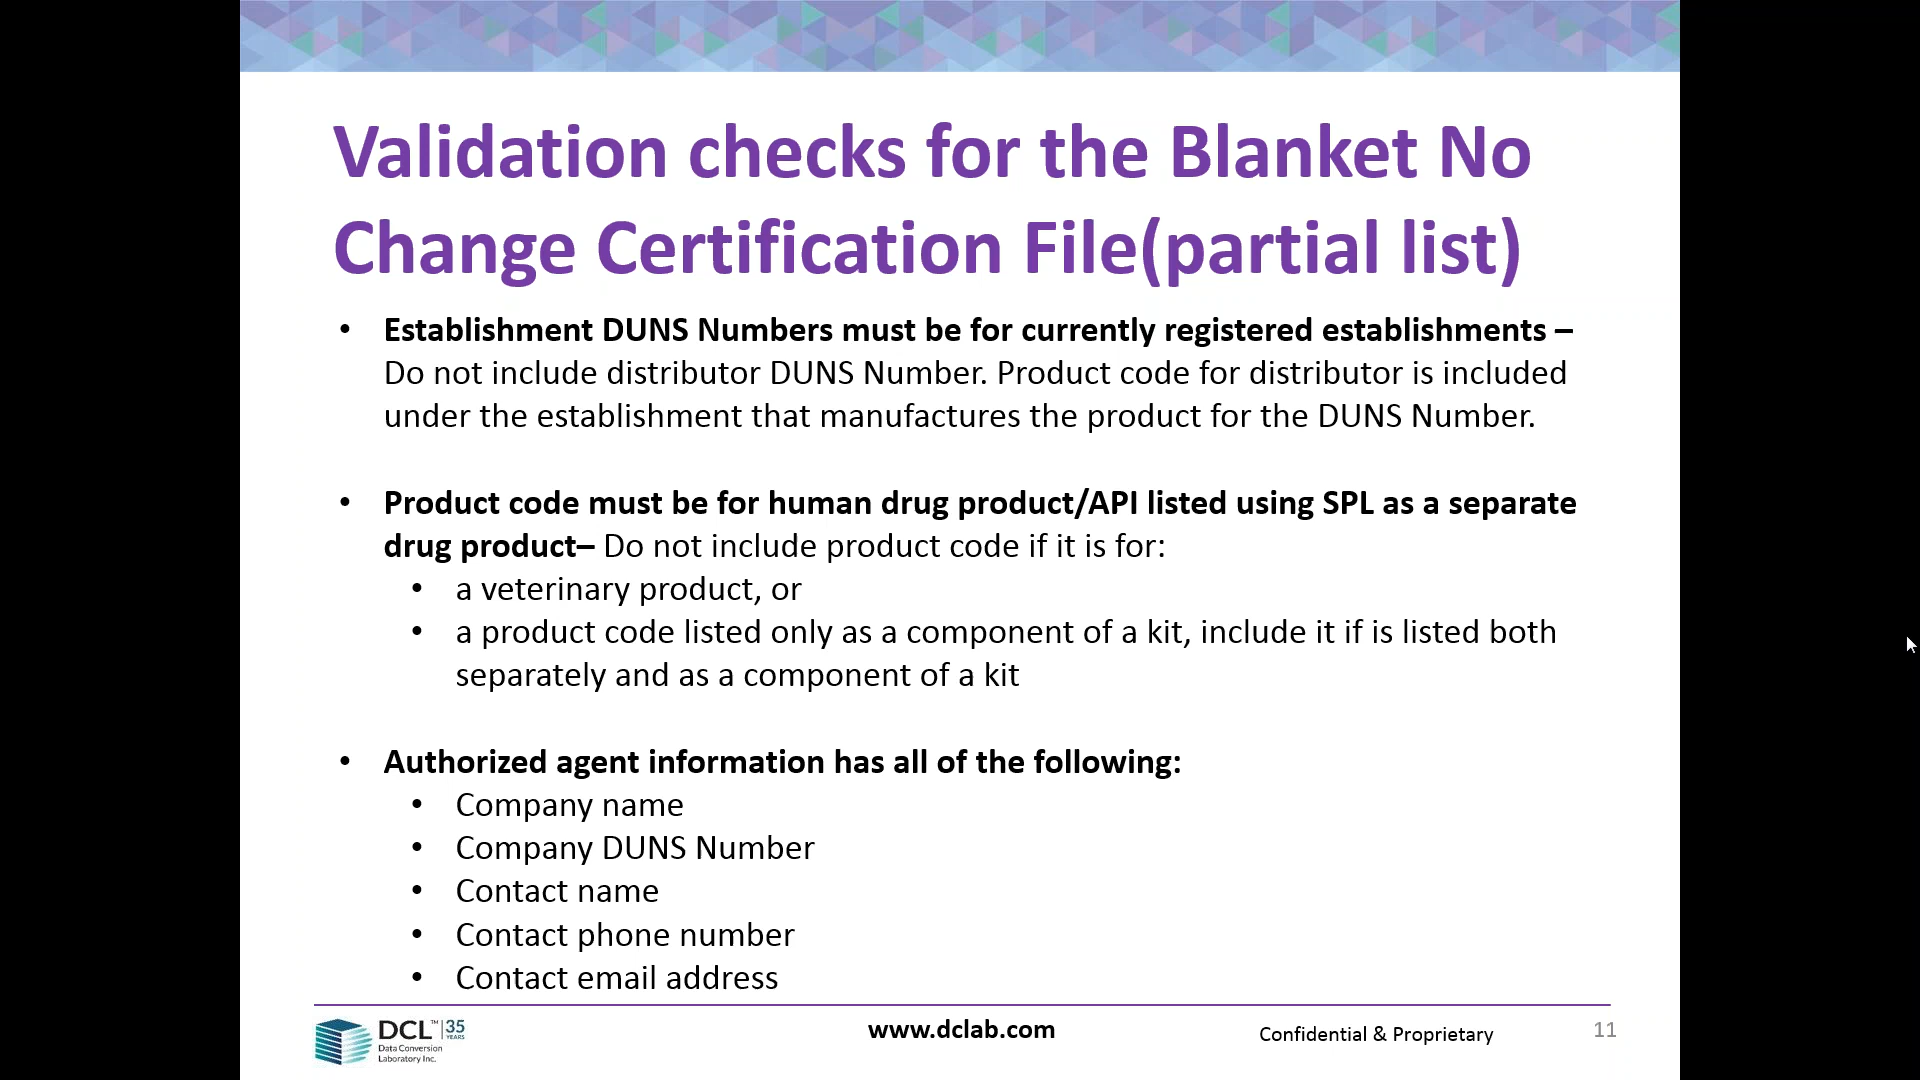 Validation checks for the Blanket No
Change Certification File(partial list)
• Establishment DUNS Numbers must be for currently registered establishments –
Do not include distributor DUNS Number. Product code for distributor is included
under the establishment that manufactures the product for the DUNS Number.
• Product code must be for human drug product/API listed using SPL as a separate
drug product– Do not include product code if it is for:
• a veterinary product, or
• a product code listed only as a component of a kit, include it if is listed both
separately and as a component of a kit
• Authorized agent information has all of the following:
• Company name
• Company DUNS Number
• Contact name
• Contact phone number
• Contact email address
DCL™ 35 YEARS
Data Conversion
Laboratory Inc.
www.dclab.com
Confidential & Proprietary
11